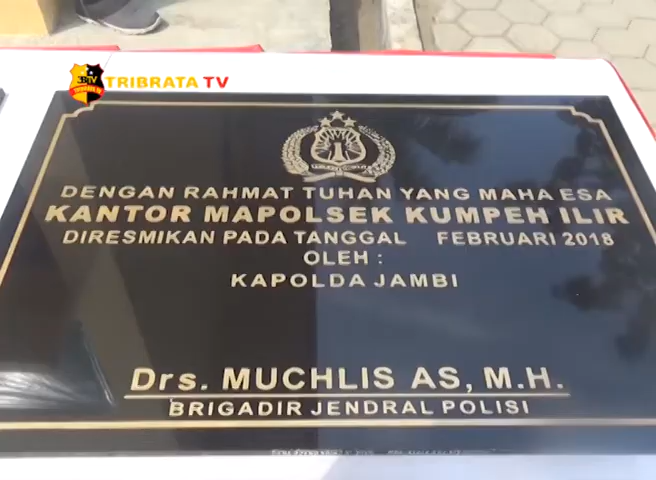 TRIBRATA TV
DENGAN RAHMAT TUHAN YANG MAHA ESA
KANTOR MAPOLSEK KUMPEH ILIR
DIRESMIKAN PADA TANGGAL FEBRUARI 2018
OLEH :
KAPOLDA JAMBI
Drs. MUCHLIS AS, M.H.
BRIGADIR JENDRAL POLISI